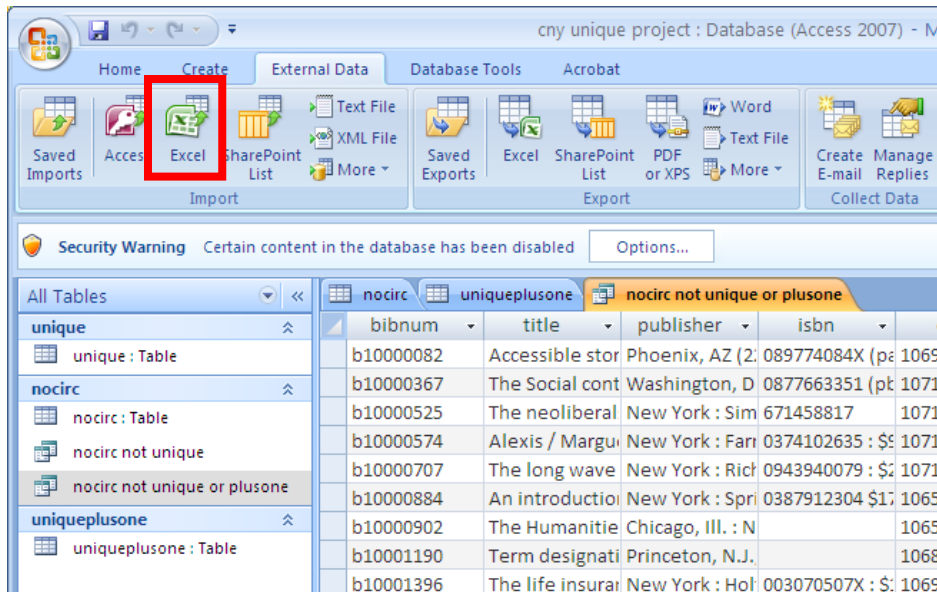 cny unique project : Database (Access 2007) - M
Home Create External Data Database Tools Acrobat
Saved Imports
Acces
Excel
SharePoint List
Text File
XML File
More
Import
Saved Exports
Excel
SharePoint List
PDF or XPS
Word
Text File
More
Export
Create E-mail
Manage Replies
Collect Data
Security Warning Certain content in the database has been disabled Options...
All Tables «
unique
unique : Table
nocirc
nocirc : Table
nocirc not unique
nocirc not unique or plusone
uniqueplusone
uniqueplusone : Table
nocirc uniqueplusone nocirc not unique or plusone
bibnum title publisher isbn
b10000082 Accessible stor Phoenix, AZ (2: 089774084X (pa 1069
b10000367 The Social cont Washington, D 0877663351 (pb 1071
b10000525 The neoliberal New York : Sim 671458817 1071
b10000574 Alexis / Margue New York : Farr 0374102635 : $9 1071
b10000707 The long wave New York : Rich 0943940079 : $2 1071
b10000884 An introduction New York : Spri 0387912304 $17 1065
b10000902 The Humanitie Chicago, Ill. : N 1065
b10001190 Term designati Princeton, N.J. 1068
b10001396 The life insurar New York : Hol 003070507X : $ 1069